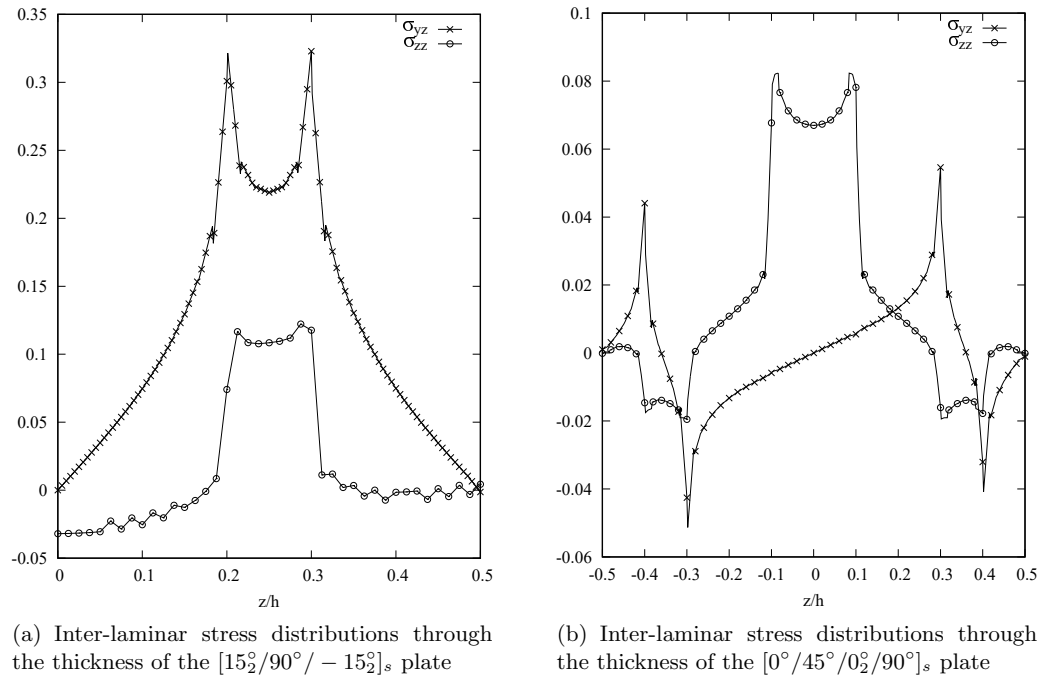 0.35
0.3
0.25
0.2
0.15
0.1
0.05
0
-0.05
0 0.1 0.2 0.3 0.4 0.5
z/h
σyz
σzz
(a) Inter-laminar stress distributions through
the thickness of the [15°₂/90°/ − 15°₂]ₛ plate
0.1
0.08
0.06
0.04
0.02
0
-0.02
-0.04
-0.06
-0.5 -0.4 -0.3 -0.2 -0.1 0 0.1 0.2 0.3 0.4 0.5
z/h
σyz
σzz
(b) Inter-laminar stress distributions through
the thickness of the [0°/45°/0°₂/90°]ₛ plate